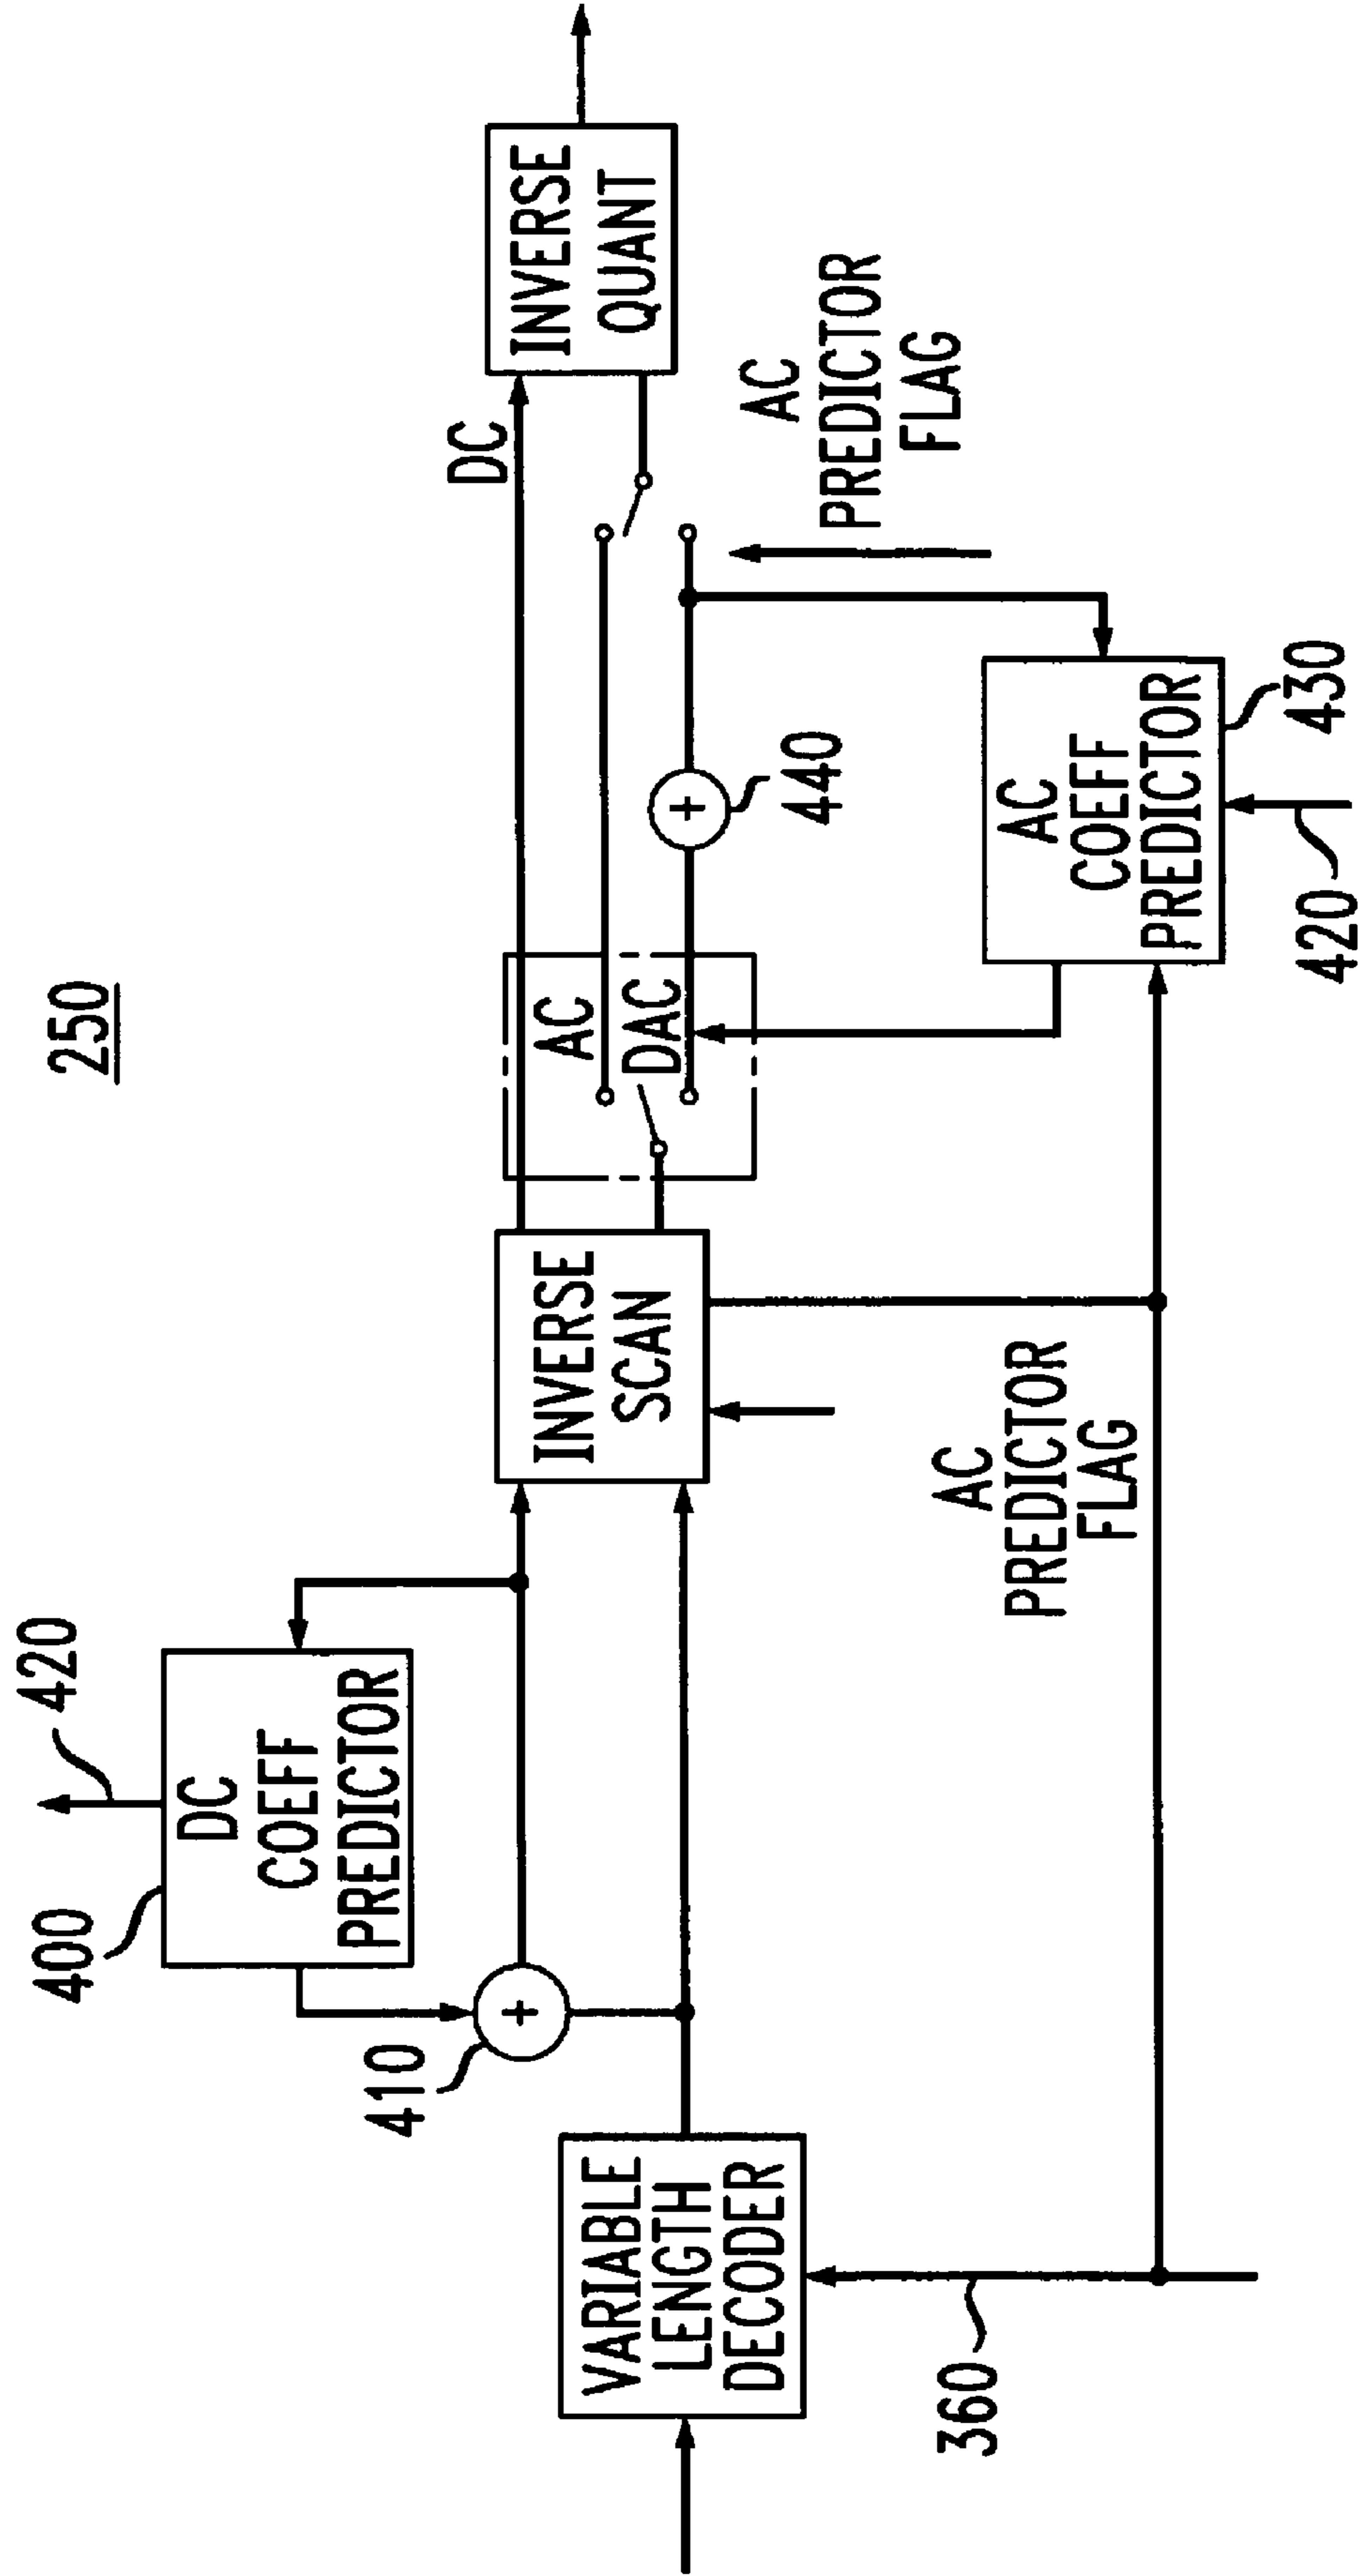 250
400
420
DC
COEFF
PREDICTOR
410
VARIABLE
LENGTH
DECODER
360
INVERSE
SCAN
AC
PREDICTOR
FLAG
AC
DAC
DC
440
INVERSE
QUANT
AC
PREDICTOR
FLAG
AC
COEFF
PREDICTOR
420
430
+
+